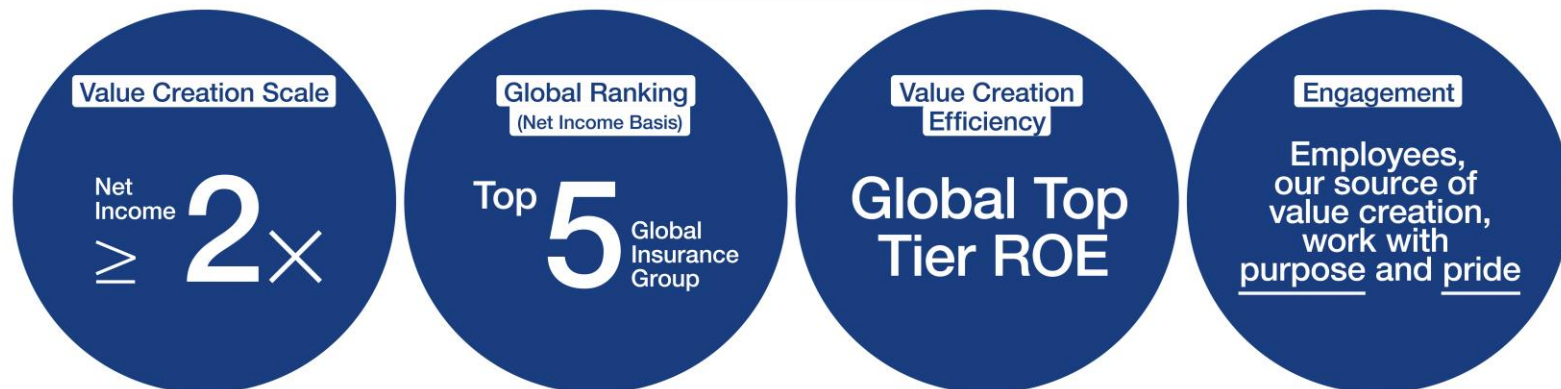 Value Creation Scale
Net
Income
≥ 2×
Global Ranking
(Net Income Basis)
Top 5 Global
Insurance
Group
Value Creation
Efficiency
Global Top
Tier ROE
Engagement
Employees,
our source of
value creation,
work with
purpose and pride